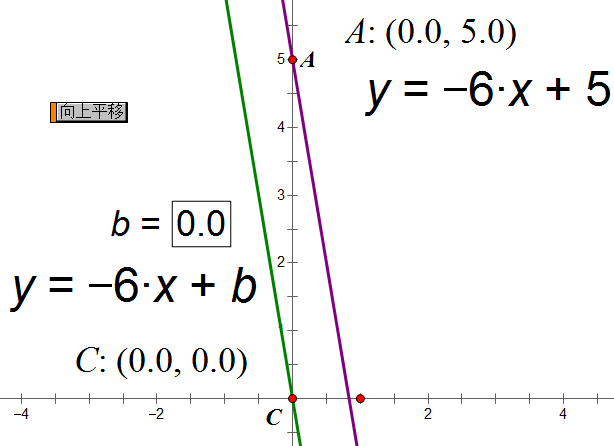 A: (0.0, 5.0)
5
A
y = −6·x + 5
向上平移
4
3
b = 0.0
2
y = −6·x + b
C: (0.0, 0.0)
−4
−2
2
4
C